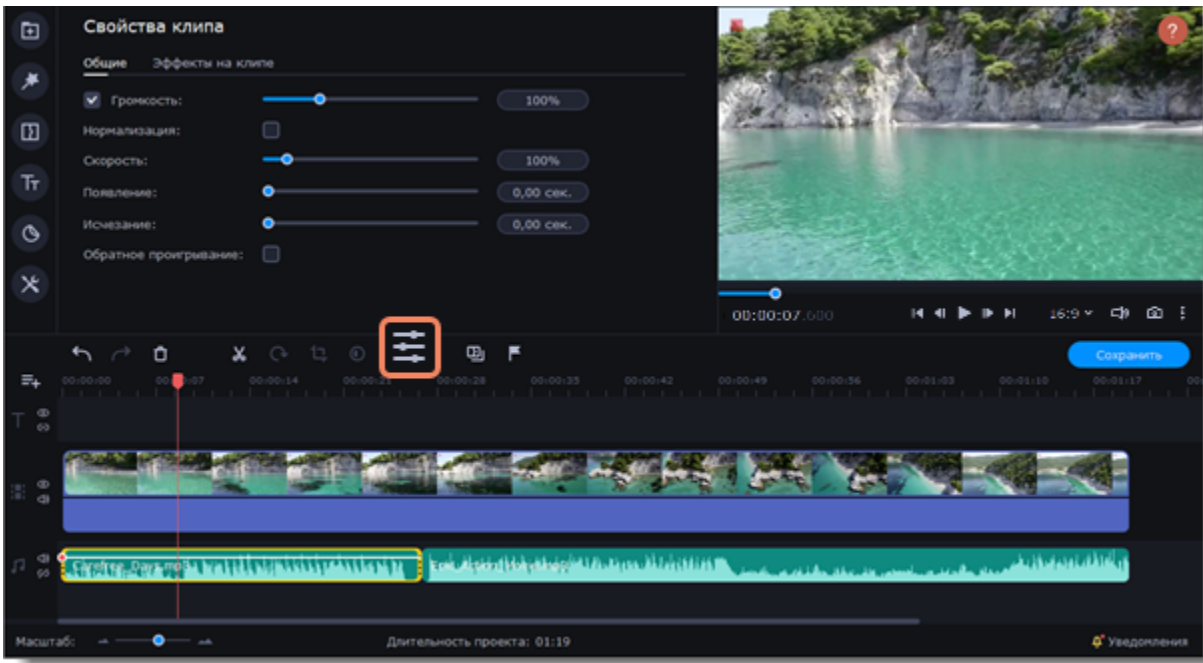 Свойства клипа
Общие Эффекты на клипе
Громкость: 100%
Нормализация:
Скорость: 100%
Появление: 0,00 сек.
Исчезание: 0,00 сек.
Обратное проигрывание:
?
00:00:07.600 16:9
Сохранить
00:00:00 00:00:14 00:00:21 00:00:28 00:00:35 00:00:42 00:00:49 00:00:56 00:01:03 00:01:10 00:01:17
Carefree_Days.mp3
Масштаб: Длительность проекта: 01:19 Уведомления